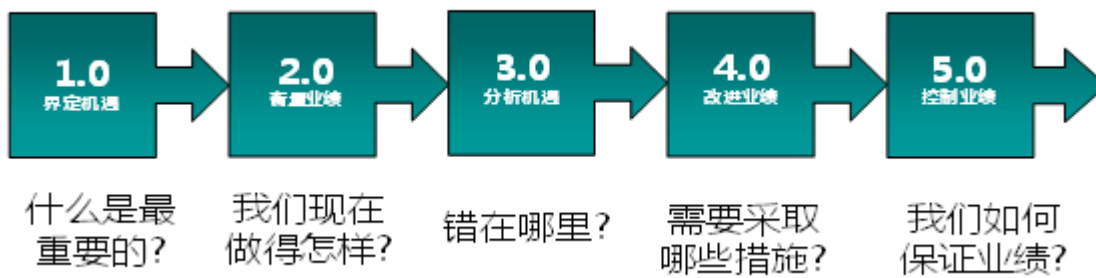 1.0
界定机遇
2.0
衡量业绩
3.0
分析机遇
4.0
改进业绩
5.0
控制业绩
什么是最
重要的?
我们现在
做得怎样?
错在哪里?
需要采取
哪些措施?
我们如何
保证业绩?